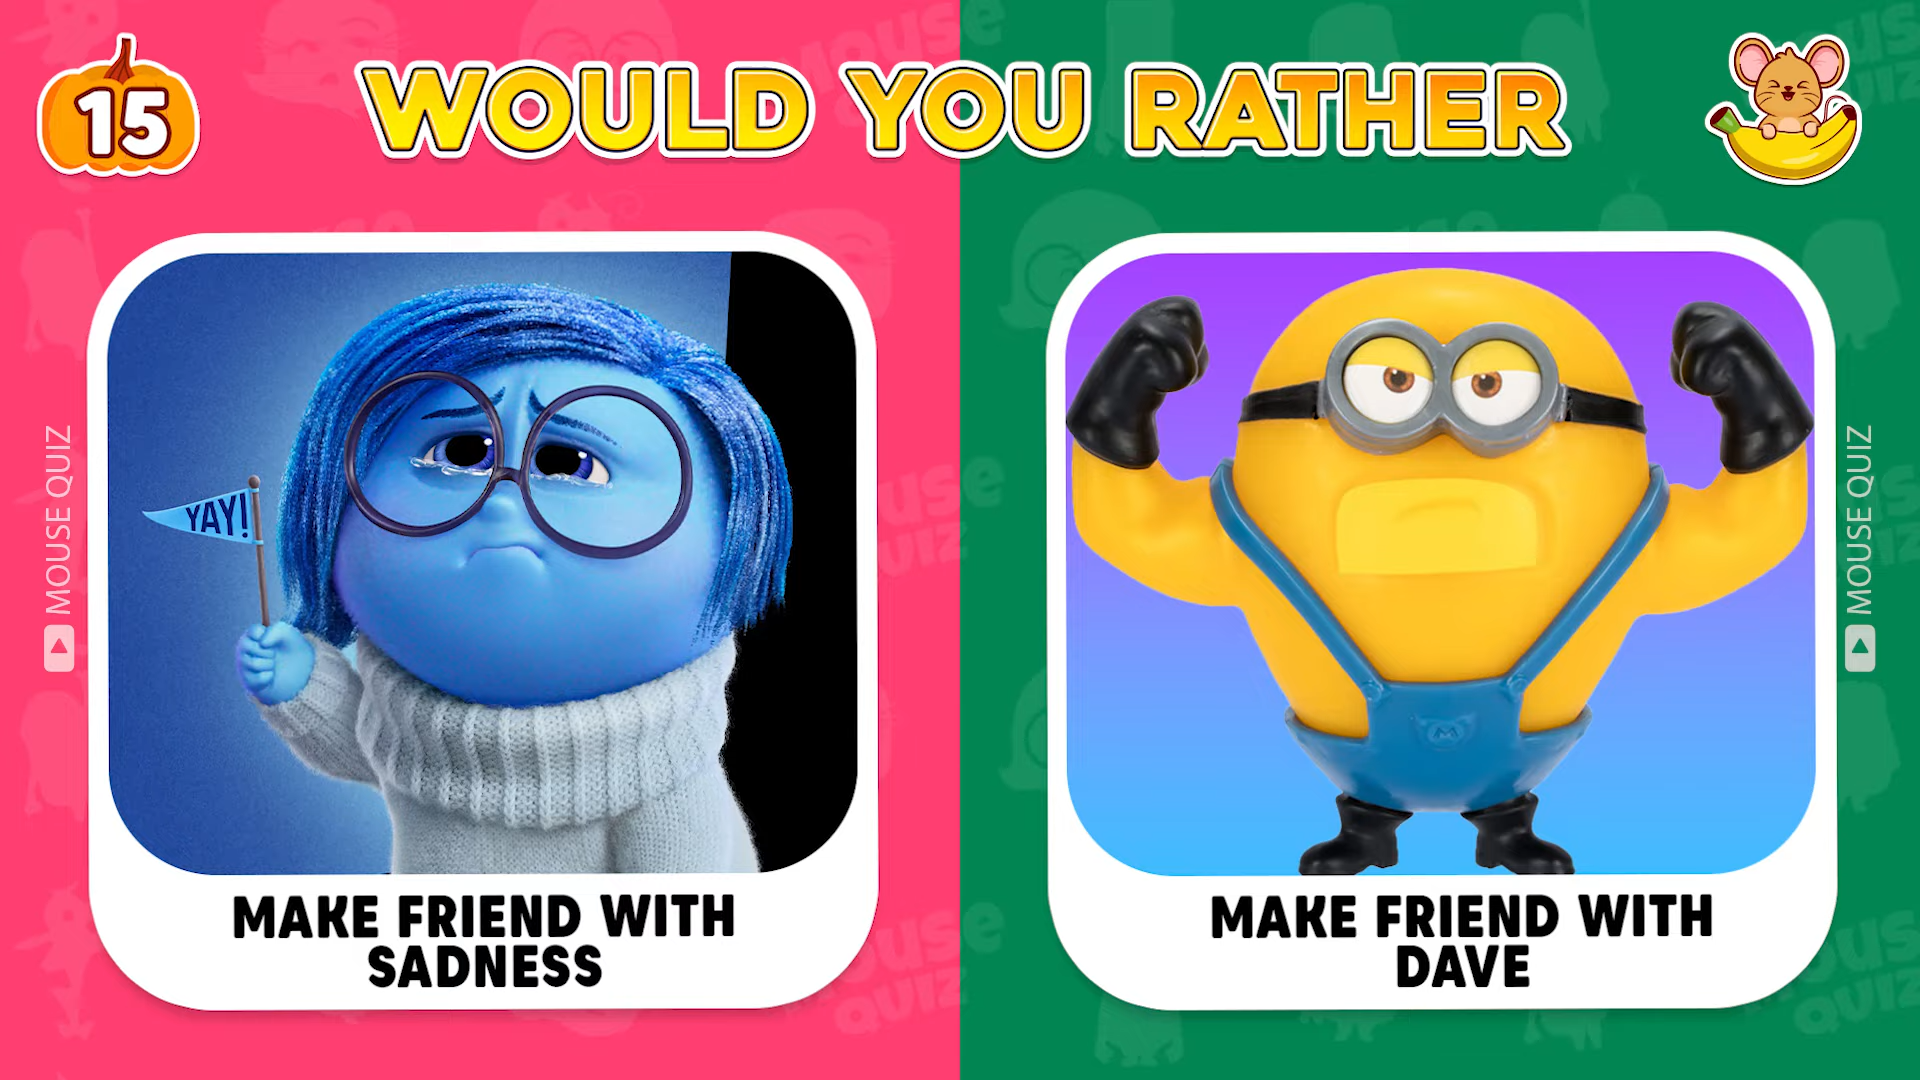 15
WOULD YOU RATHER
YAY!
M
MOUSE QUIZ
MOUSE QUIZ
MAKE FRIEND WITH
SADNESS
MAKE FRIEND WITH
DAVE